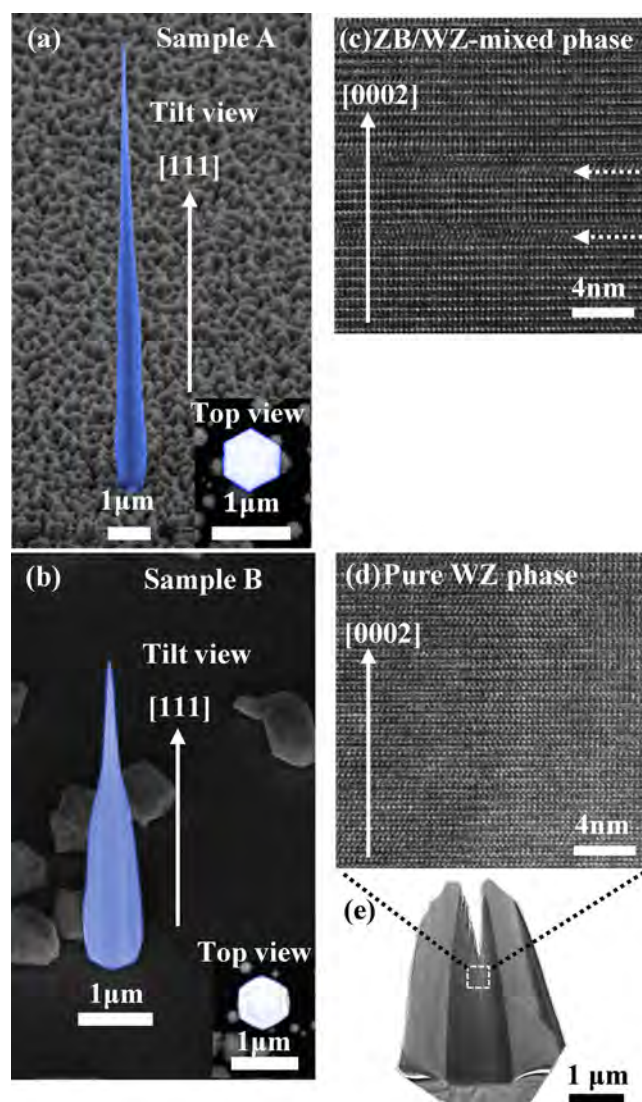 (a) Sample A
Tilt view
[111]
Top view
1μm
1μm
(b) Sample B
Tilt view
[111]
Top view
1μm
1μm
(c) ZB/WZ-mixed phase
[0002]
4nm
(d) Pure WZ phase
[0002]
4nm
(e)
1 μm